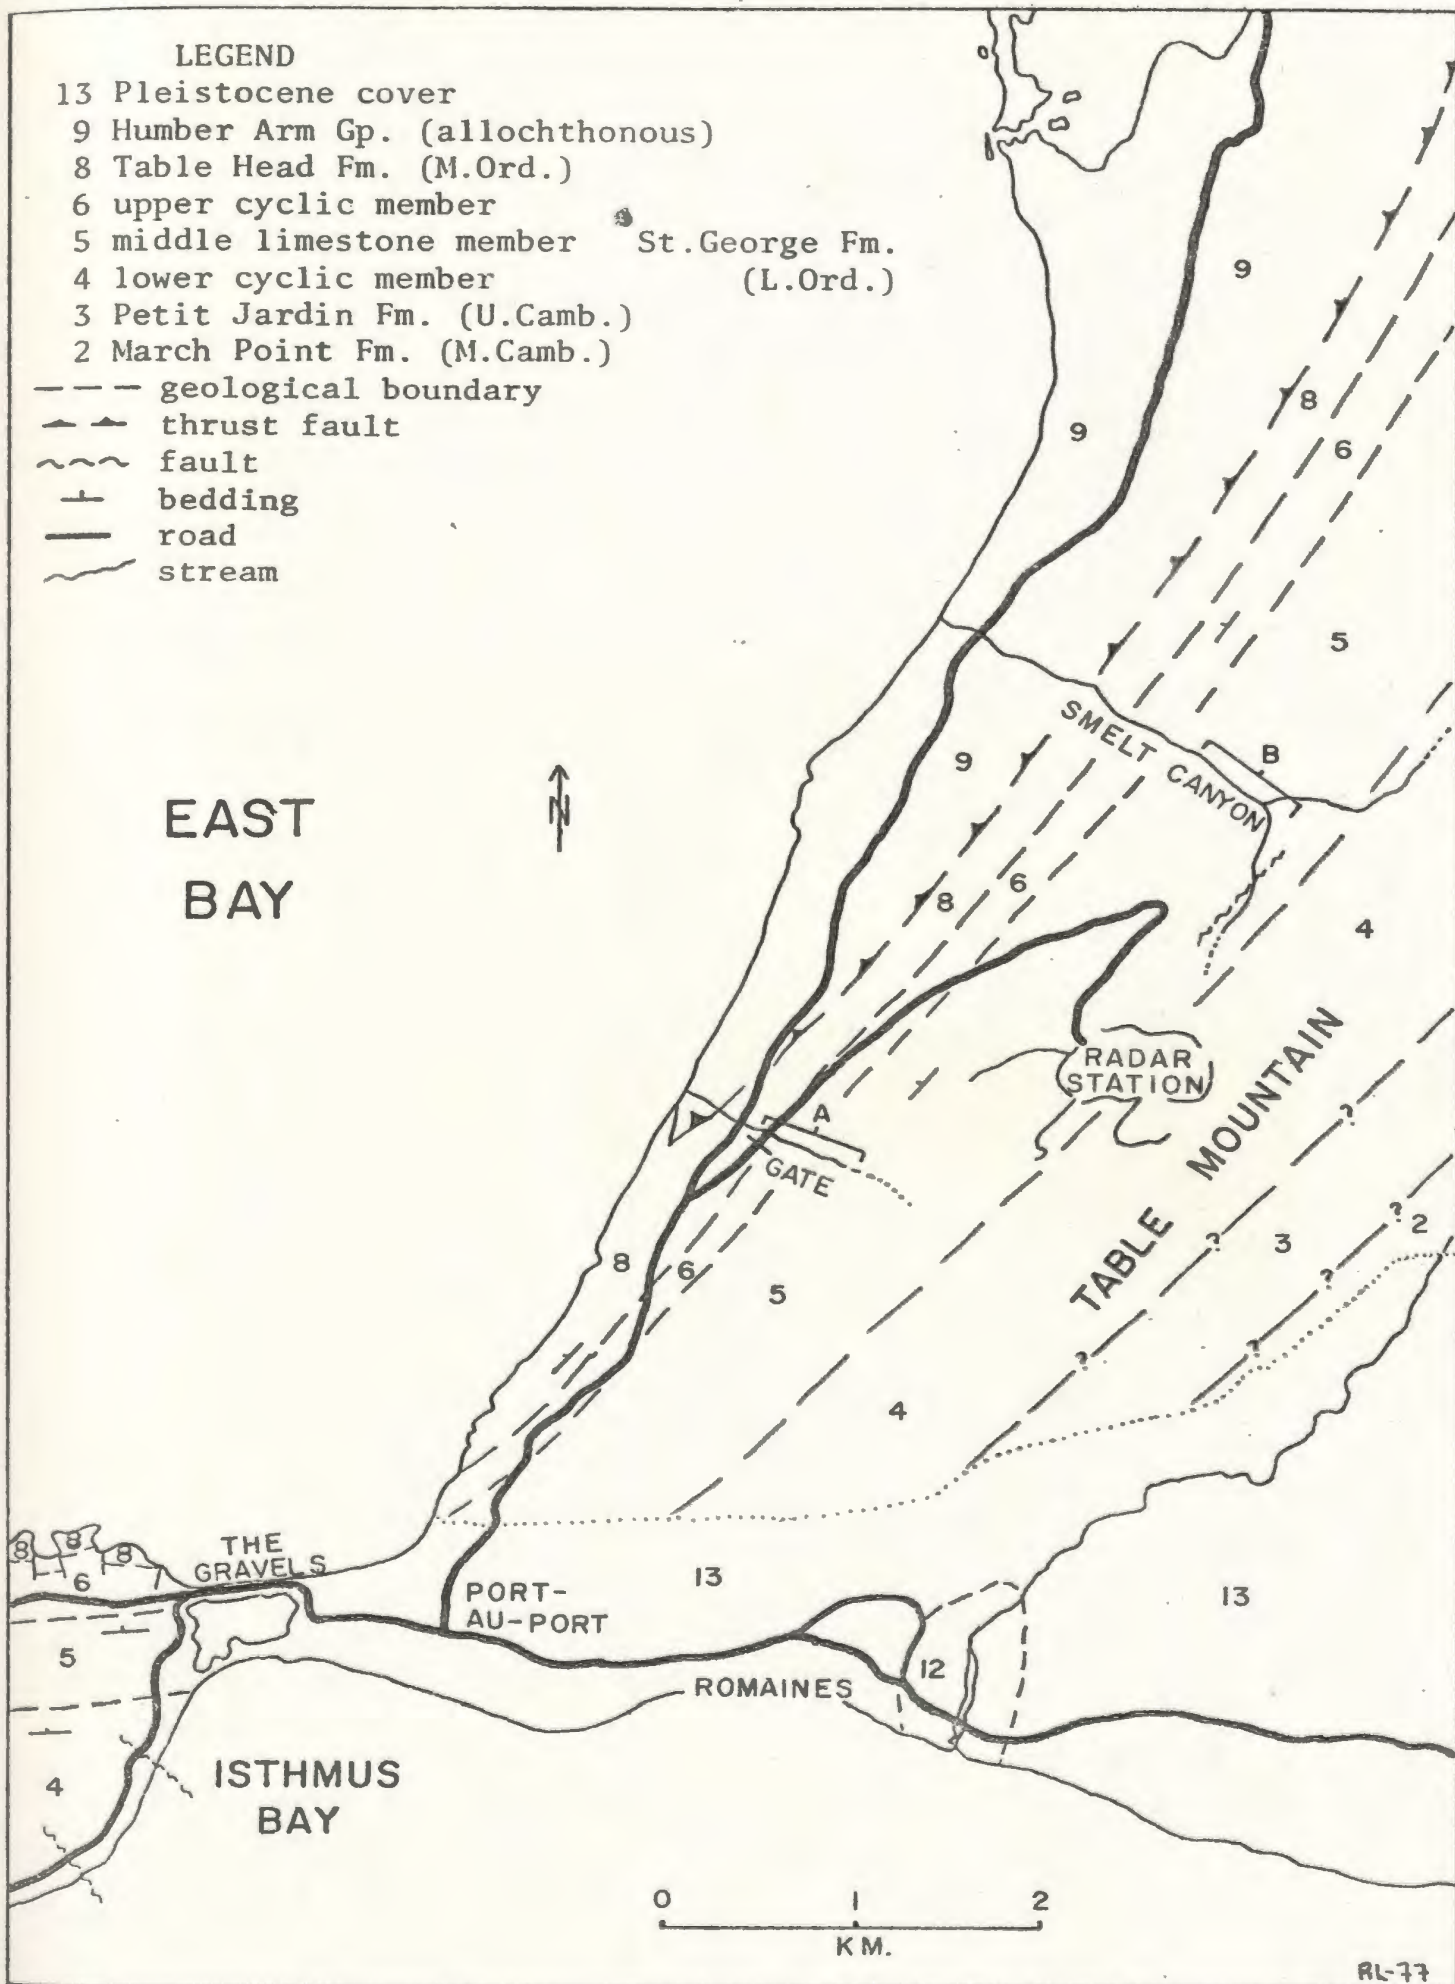 LEGEND
13 Pleistocene cover
9 Humber Arm Gp. (allochthonous)
8 Table Head Fm. (M.Ord.)
6 upper cyclic member
5 middle limestone member St.George Fm.
4 lower cyclic member (L.Ord.)
3 Petit Jardin Fm. (U.Camb.)
2 March Point Fm. (M.Camb.)
geological boundary
thrust fault
fault
bedding
road
stream
9
8
9
6
5
SMELT CANYON
B
9
N
EAST
BAY
8
6
4
RADAR
STATION
A
GATE
TABLE MOUNTAIN
?
?
?
?
?
?
2
3
8
6
5
4
8
8
8
THE
GRAVELS
6
13
13
PORT-
AU-PORT
5
12
ROMAINES
4
ISTHMUS
BAY
0 1 2
KM.
RL-77